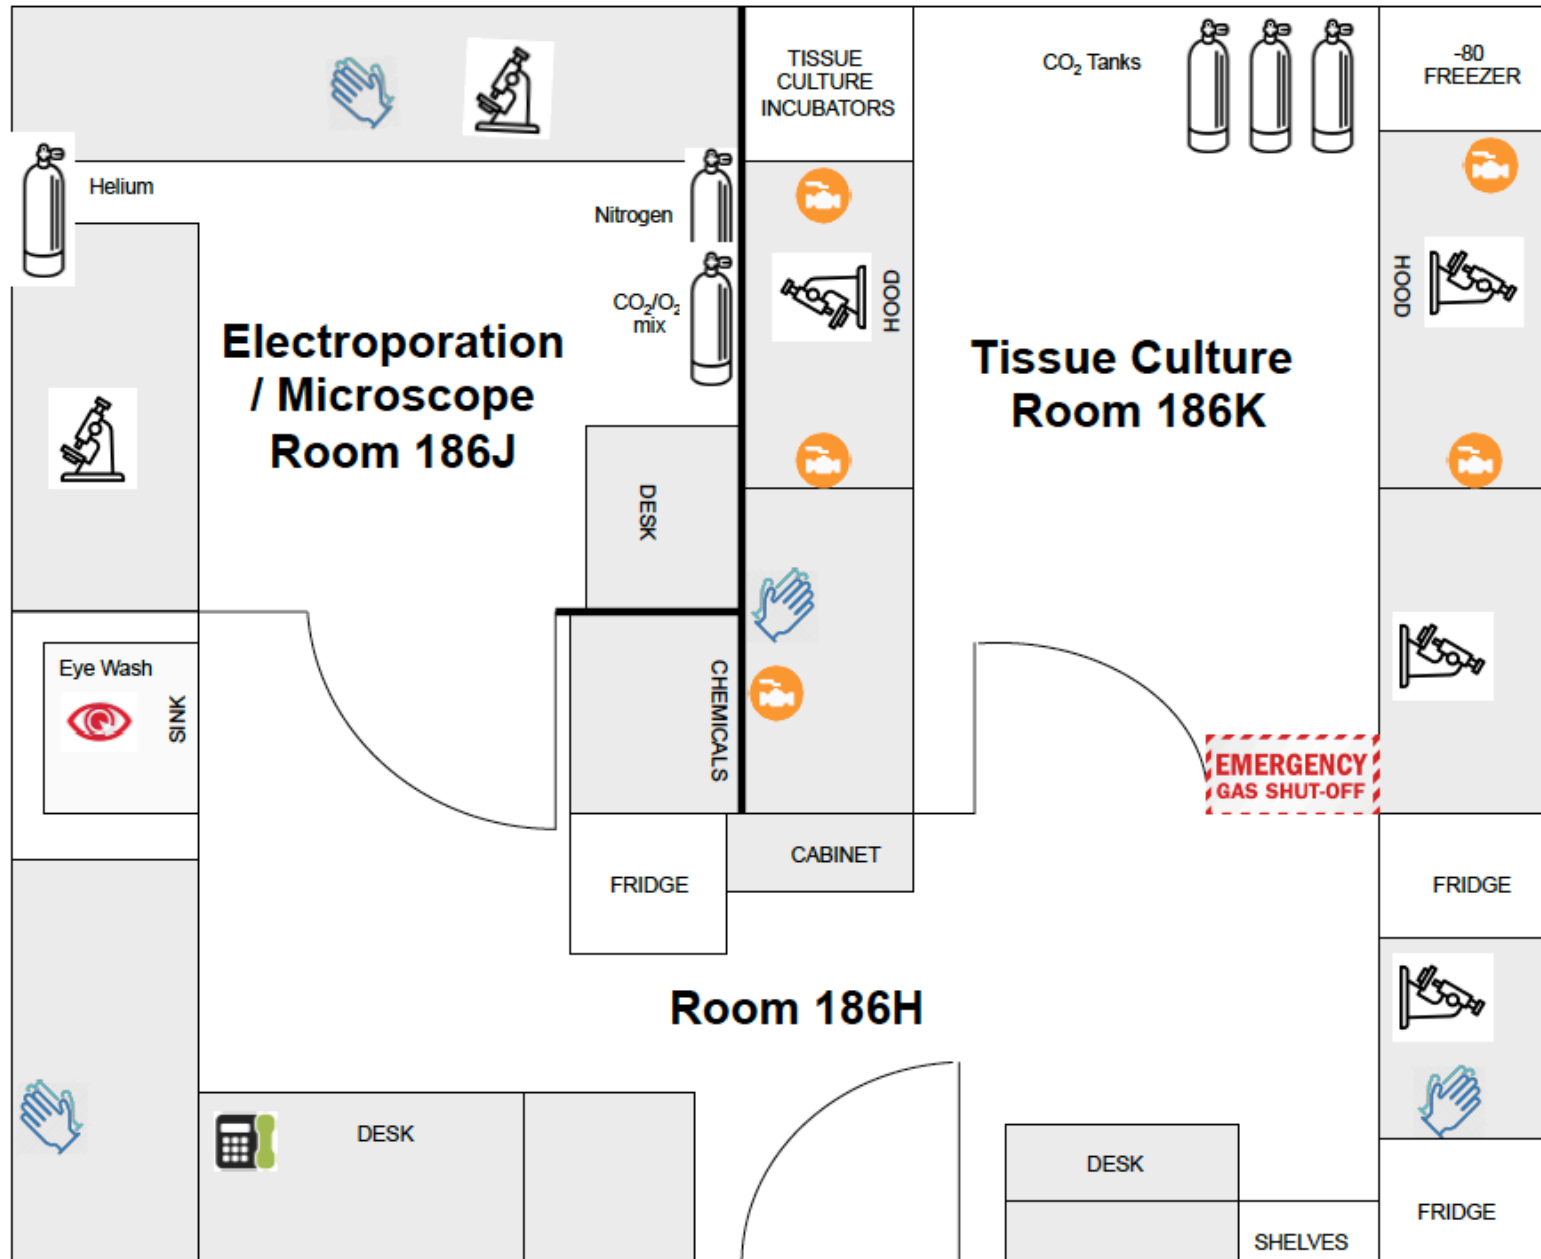 TISSUE
CULTURE
INCUBATORS
CO₂ Tanks
-80
FREEZER
Helium
Nitrogen
CO₂/O₂
mix
HOOD
HOOD
Electroporation
/ Microscope
Room 186J
Tissue Culture
Room 186K
DESK
Eye Wash
SINK
CHEMICALS
EMERGENCY
GAS SHUT-OFF
CABINET
FRIDGE
FRIDGE
Room 186H
DESK
DESK
FRIDGE
SHELVES